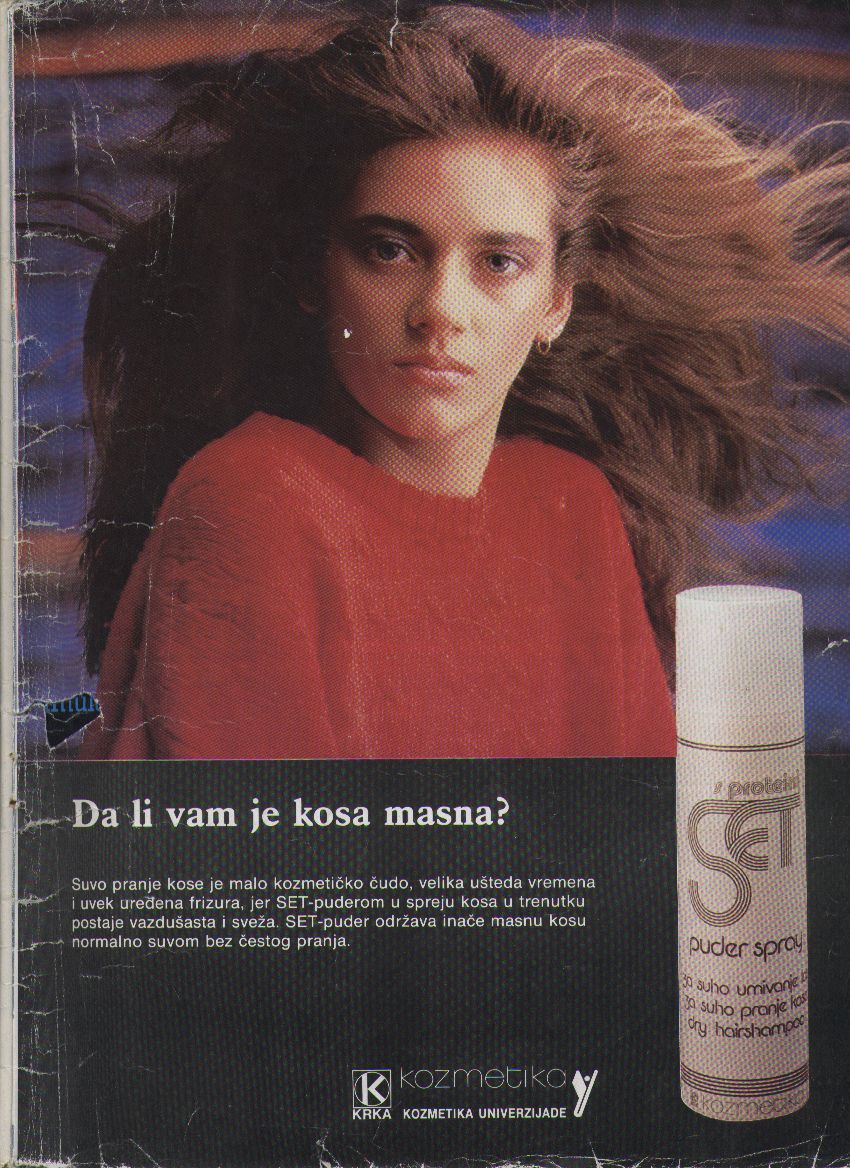 Da li vam je kosa masna?
Suvo pranje kose je malo kozmetičko čudo, velika ušteda vremena
i uvek uređena frizura, jer SET-puderom u spreju kosa u trenutku
postaje vazdušasta i sveža. SET-puder održava inače masnu kosu
normalno suvom bez čestog pranja.
s proteini
SET
puder spray
za suho umivanje
za suho pranje kose
dry hairshampoo
kozmetika
K kozmetika
KRKA KOZMETIKA UNIVERZIJADE